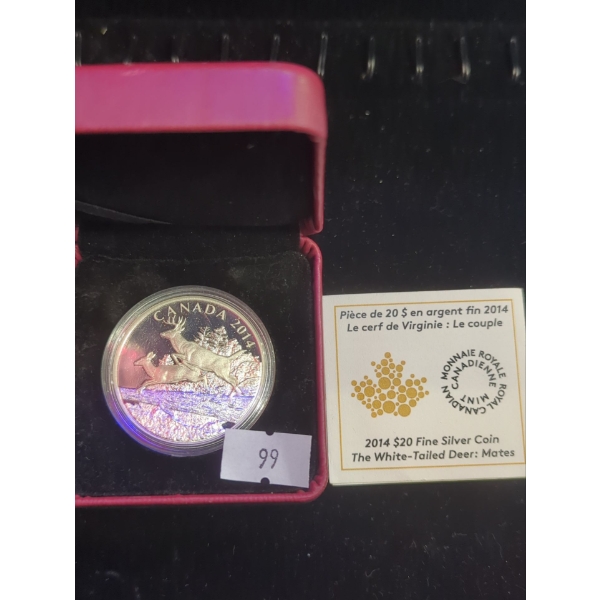 CANADA 2014
99
Pièce de 20 $ en argent fin 2014
Le cerf de Virginie : Le couple
MONNAIE ROYALE CANADIENNE
ROYAL CANADIAN MINT
2014 $20 Fine Silver Coin
The White-Tailed Deer: Mates